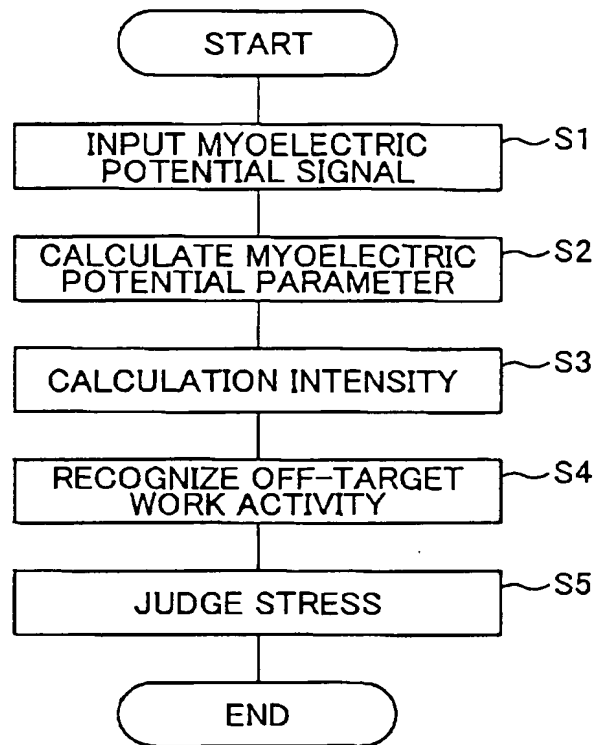 START
INPUT MYOELECTRIC
POTENTIAL SIGNAL
S1
CALCULATE MYOELECTRIC
POTENTIAL PARAMETER
S2
CALCULATION INTENSITY
S3
RECOGNIZE OFF-TARGET
WORK ACTIVITY
S4
JUDGE STRESS
S5
END